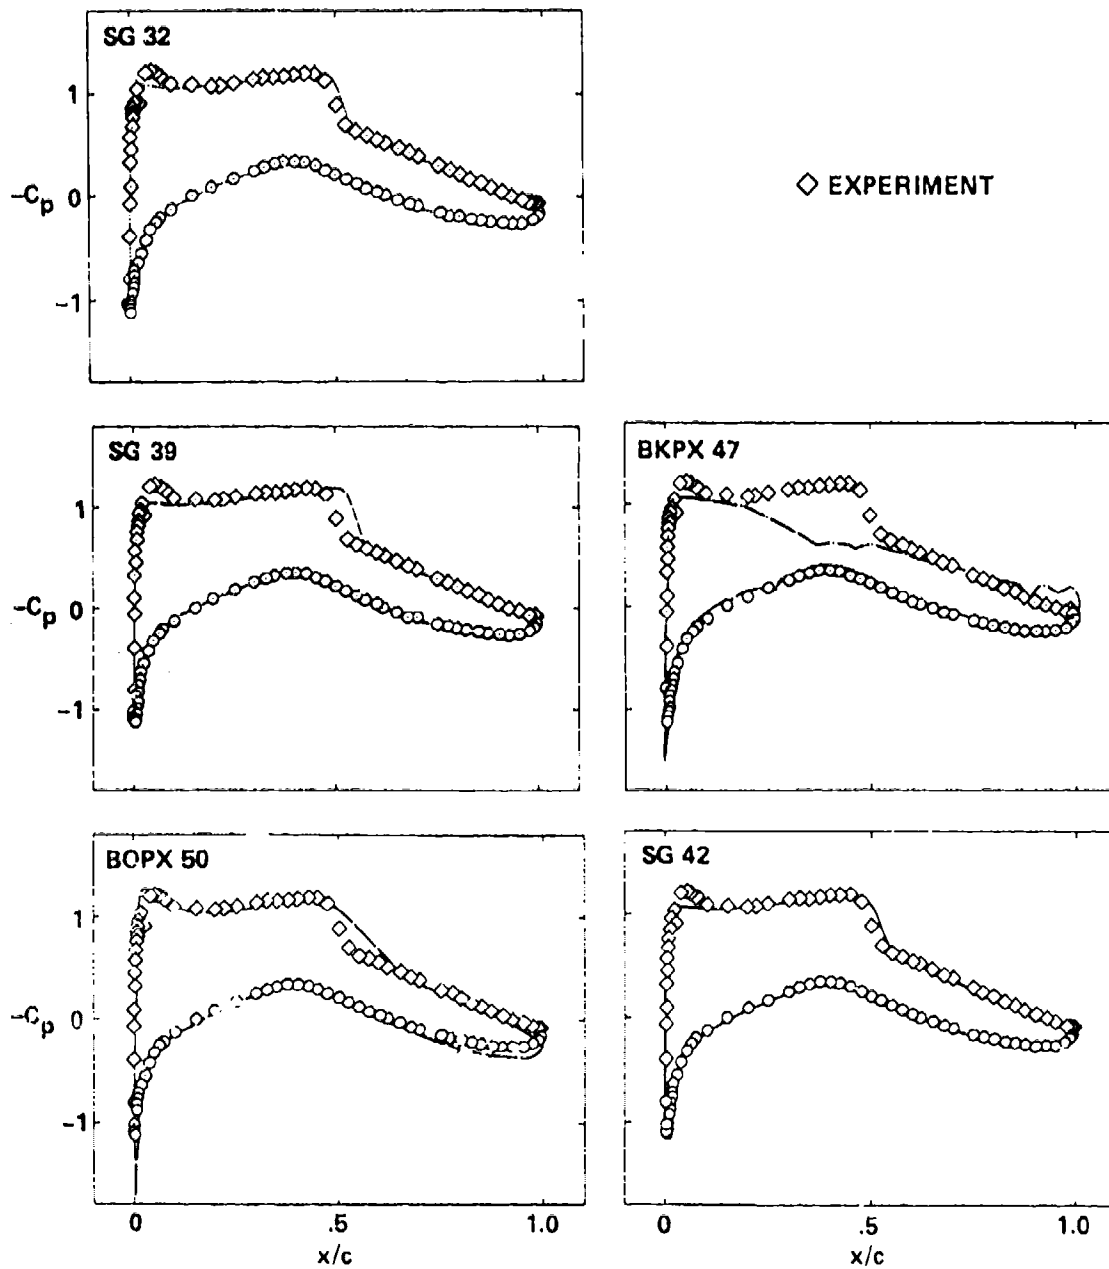 SG 32
1
0
-1
-Cp
◇ EXPERIMENT
SG 39
1
0
-1
-Cp
BKPX 47
BOPX 50
1
0
-1
-Cp
0
.5
1.0
x/c
SG 42
0
.5
1.0
x/c